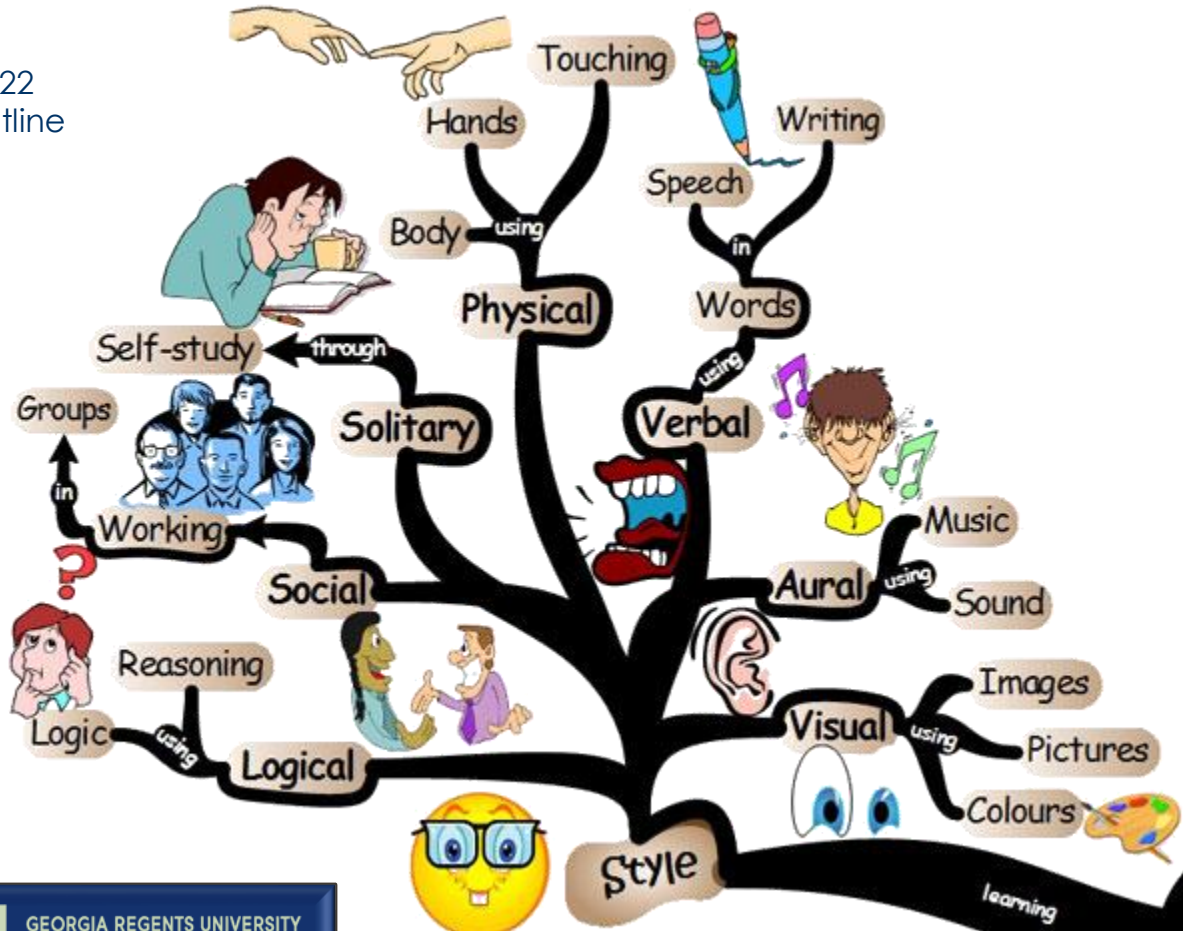 22
tline
Touching
Hands
Writing
Speech
Body
using
in
Physical
Words
Self-study
through
using
Groups
Solitary
Verbal
in
Working
Music
Social
Aural
using
Sound
Reasoning
Images
Logic
using
Visual
using
Pictures
Logical
Colours
Style
learning
GEORGIA REGENTS UNIVERSITY